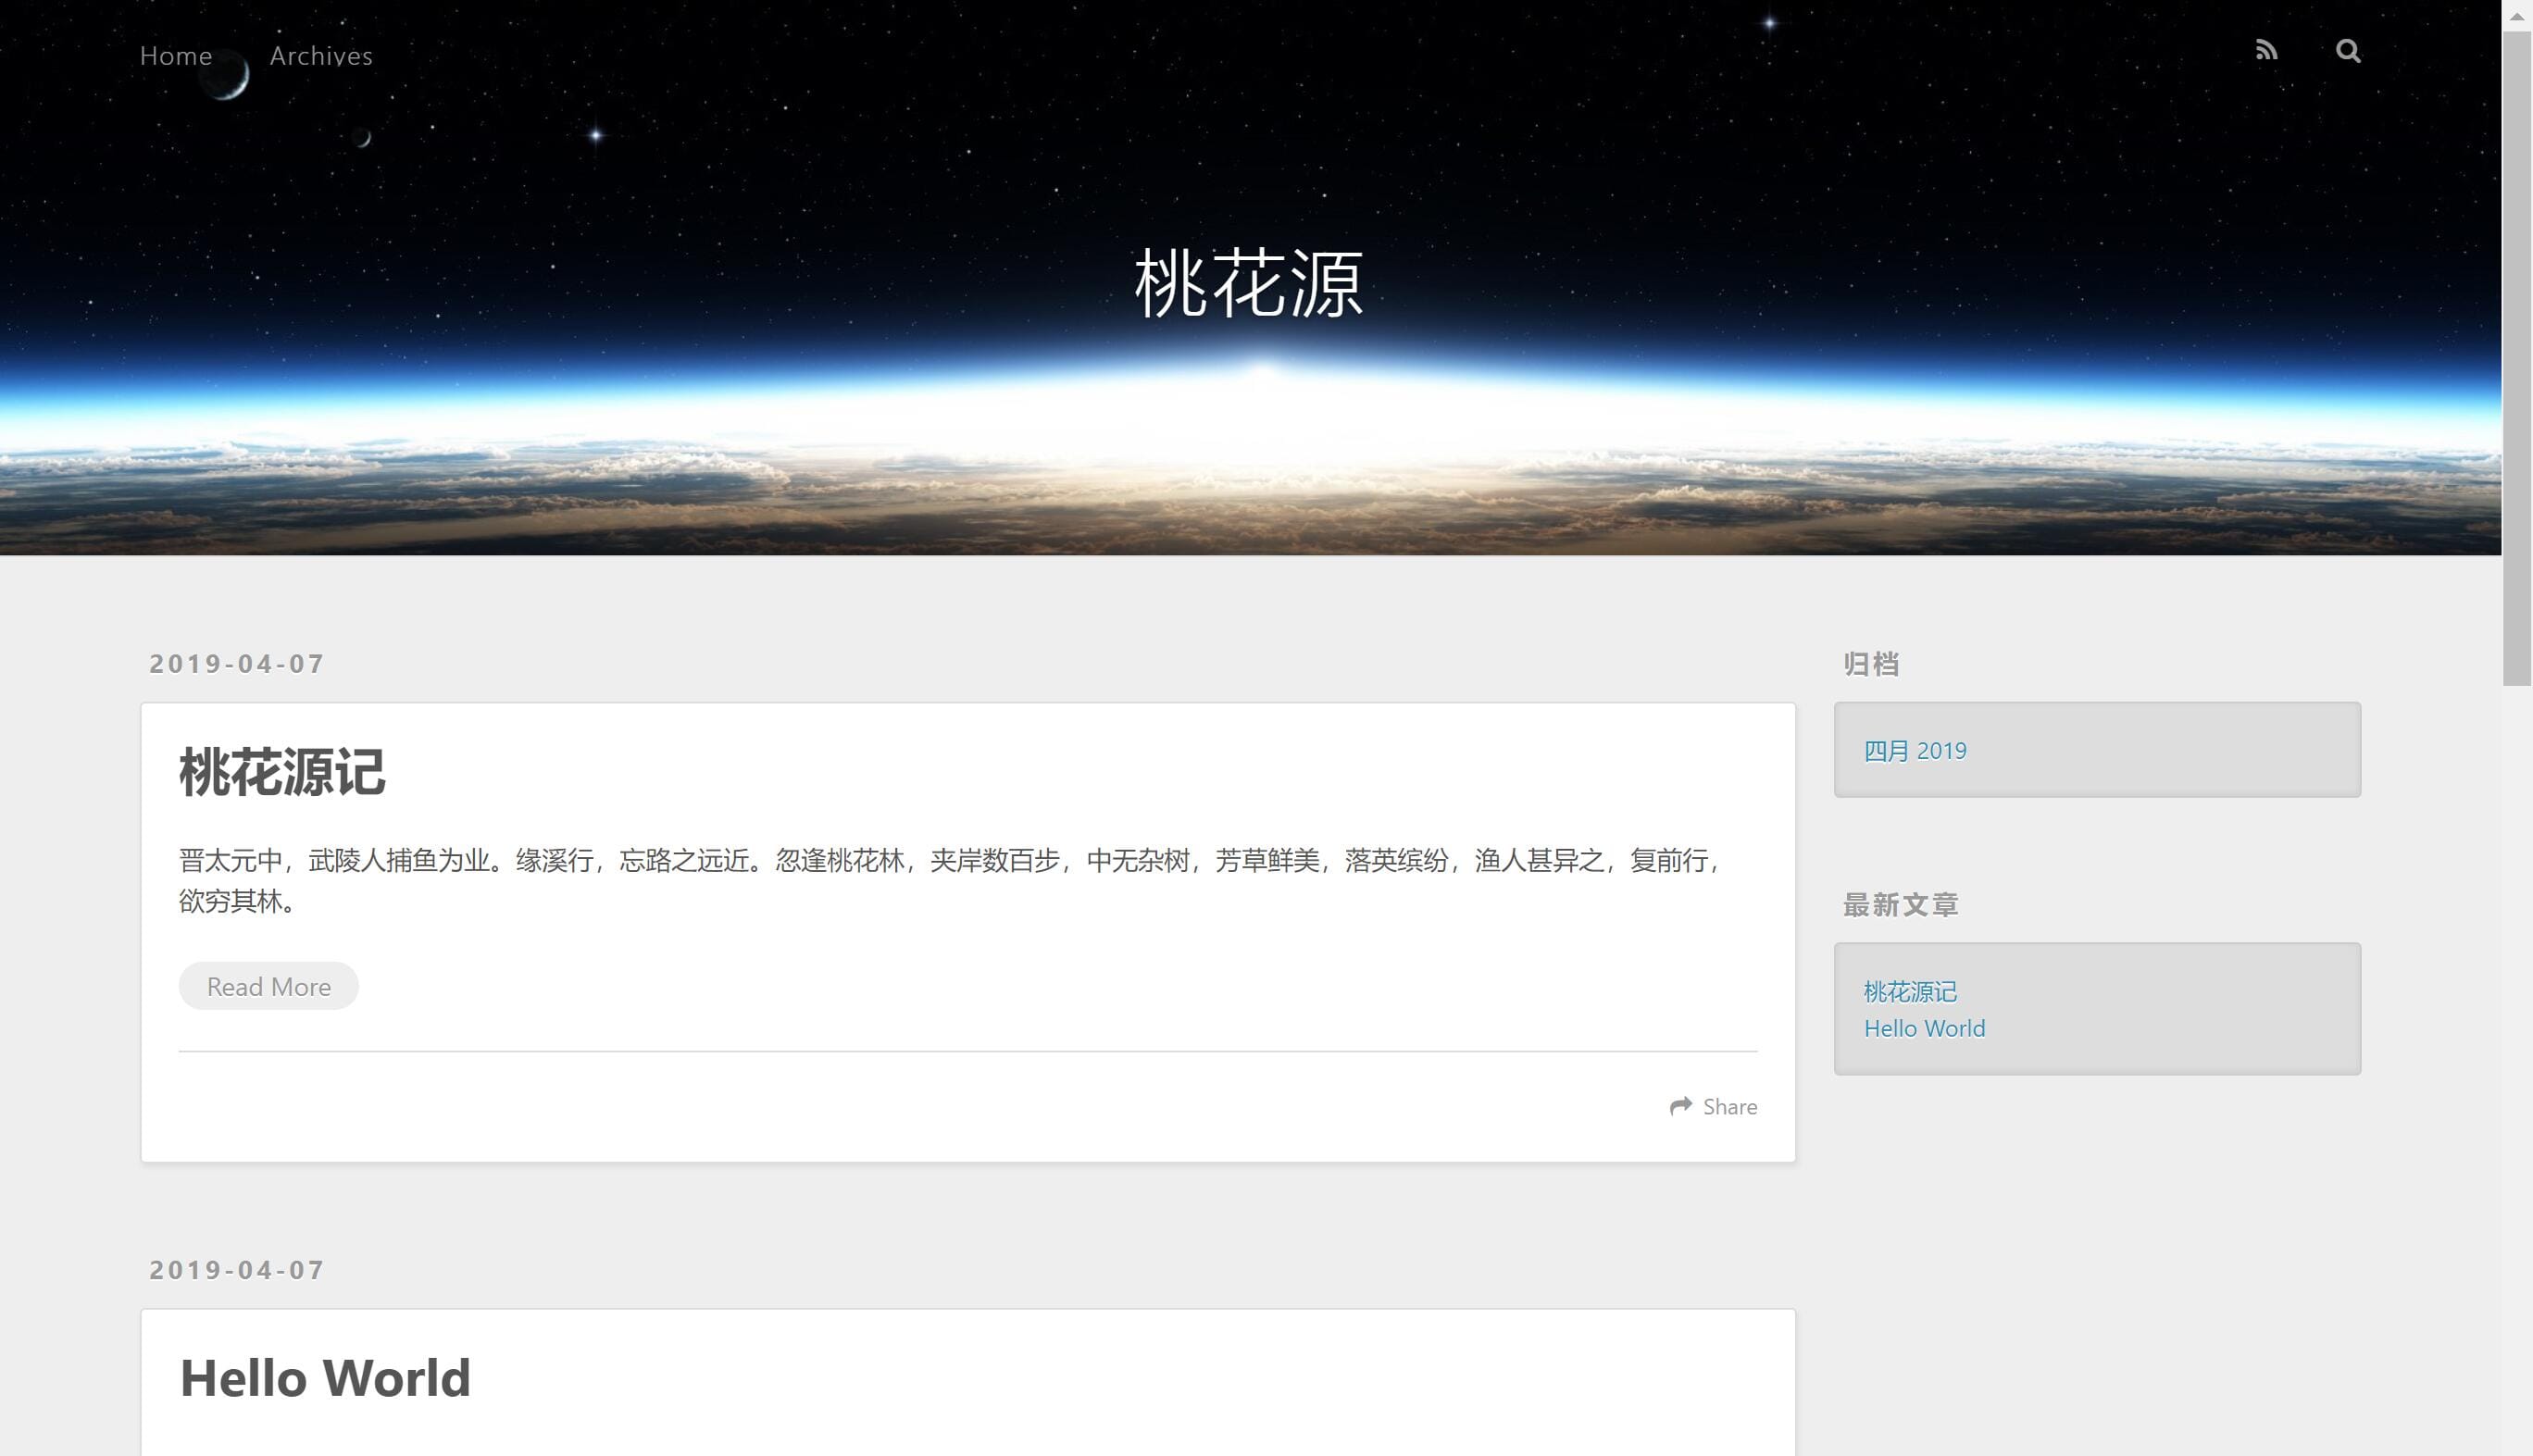 Home
Archives
桃花源
2019-04-07
桃花源记
晋太元中，武陵人捕鱼为业。缘溪行，忘路之远近。忽逢桃花林，夹岸数百步，中无杂树，芳草鲜美，落英缤纷，渔人甚异之，复前行，
欲穷其林。
Read More
Share
2019-04-07
Hello World
归档
四月 2019
最新文章
桃花源记
Hello World